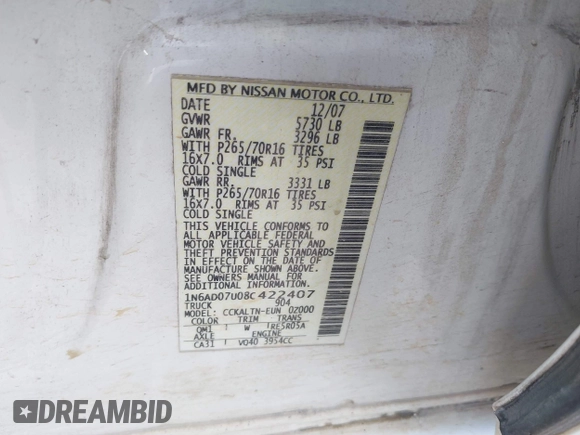 MFD BY NISSAN MOTOR CO., LTD.
DATE 12/07
GVWR 5730 LB
GAWR FR. 3296 LB
WITH P265/70R16 TIRES
16X7.0 RIMS AT 35 PSI
COLD SINGLE
GAWR RR. 3331 LB
WITH P265/70R16 TIRES
16X7.0 RIMS AT 35 PSI
COLD SINGLE
THIS VEHICLE CONFORMS TO
ALL APPLICABLE FEDERAL
MOTOR VEHICLE SAFETY AND
THEFT PREVENTION STANDARDS
IN EFFECT ON THE DATE OF
MANUFACTURE SHOWN ABOVE.
SEE OWNERS MANUAL FOR
ADDITIONAL INFORMATION
1N6AD07U08C422407
TRUCK 904
MODEL: CCKALTN-EUN 0Z000
COLOR TRIM TRANS
QM1 W RE5R05A
AXLE ENGINE
CA31 VQ40 3954CC
DREAMBID